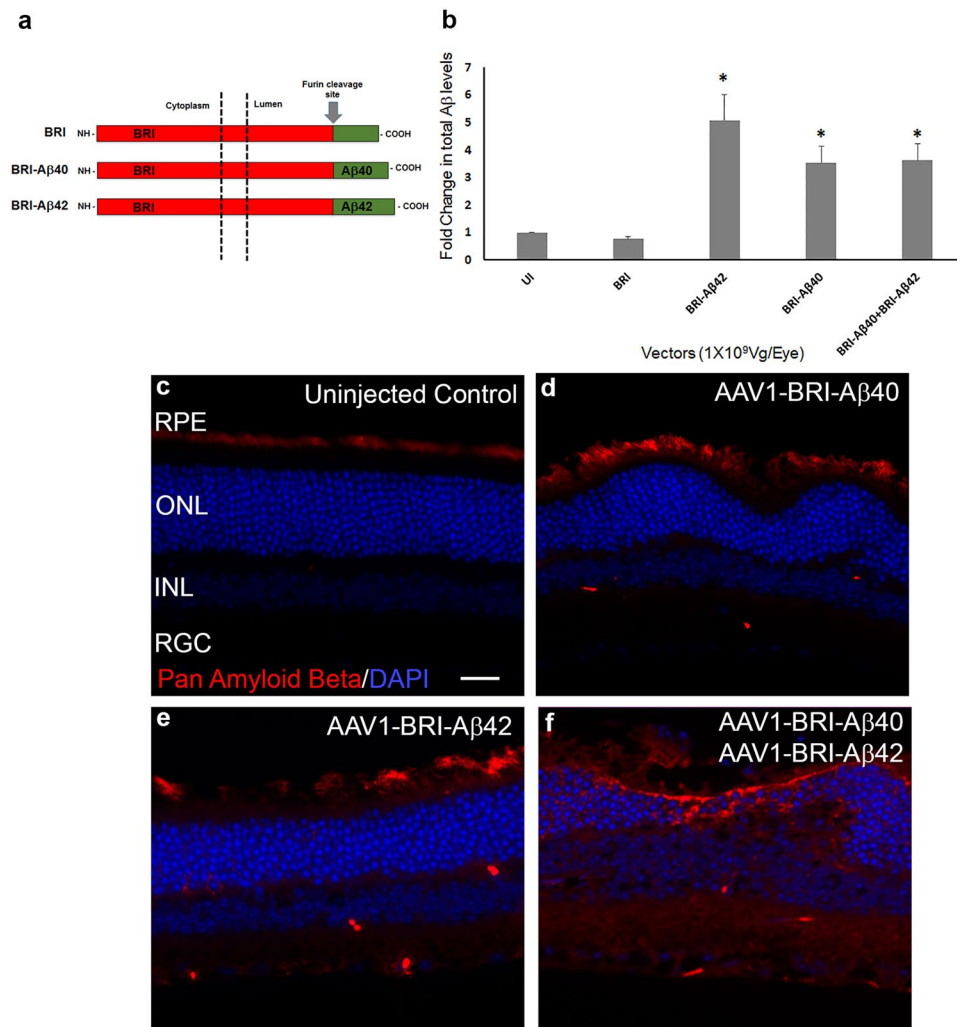 a
Furin cleavage
site
Cytoplasm
Lumen
BRI
NH -
BRI
- COOH
BRI-Aβ40
NH -
BRI
Aβ40
- COOH
BRI-Aβ42
NH -
BRI
Aβ42
- COOH
b
Fold Change in total Aβ levels
7
6
5
4
3
2
1
0
*
*
*
UI
BRI
BRI-Aβ42
BRI-Aβ40
BRI-Aβ40+BRI-Aβ42
Vectors (1X10⁹Vg/Eye)
c
Uninjected Control
RPE
ONL
INL
RGC
Pan Amyloid Beta/DAPI
d
AAV1-BRI-Aβ40
e
AAV1-BRI-Aβ42
f
AAV1-BRI-Aβ40
AAV1-BRI-Aβ42